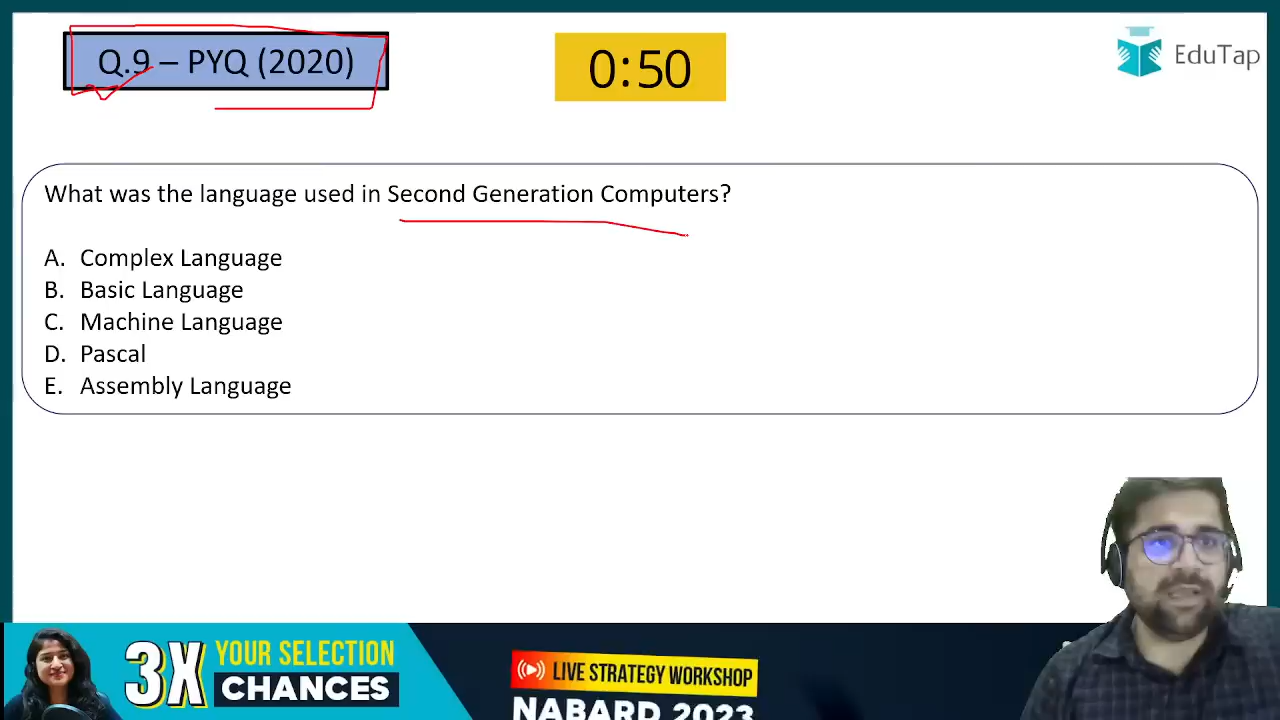 Q.9 – PYQ (2020)
0:50
EduTap
What was the language used in Second Generation Computers?
A. Complex Language
B. Basic Language
C. Machine Language
D. Pascal
E. Assembly Language
3X YOUR SELECTION
CHANCES
LIVE STRATEGY WORKSHOP
NABARD 2023